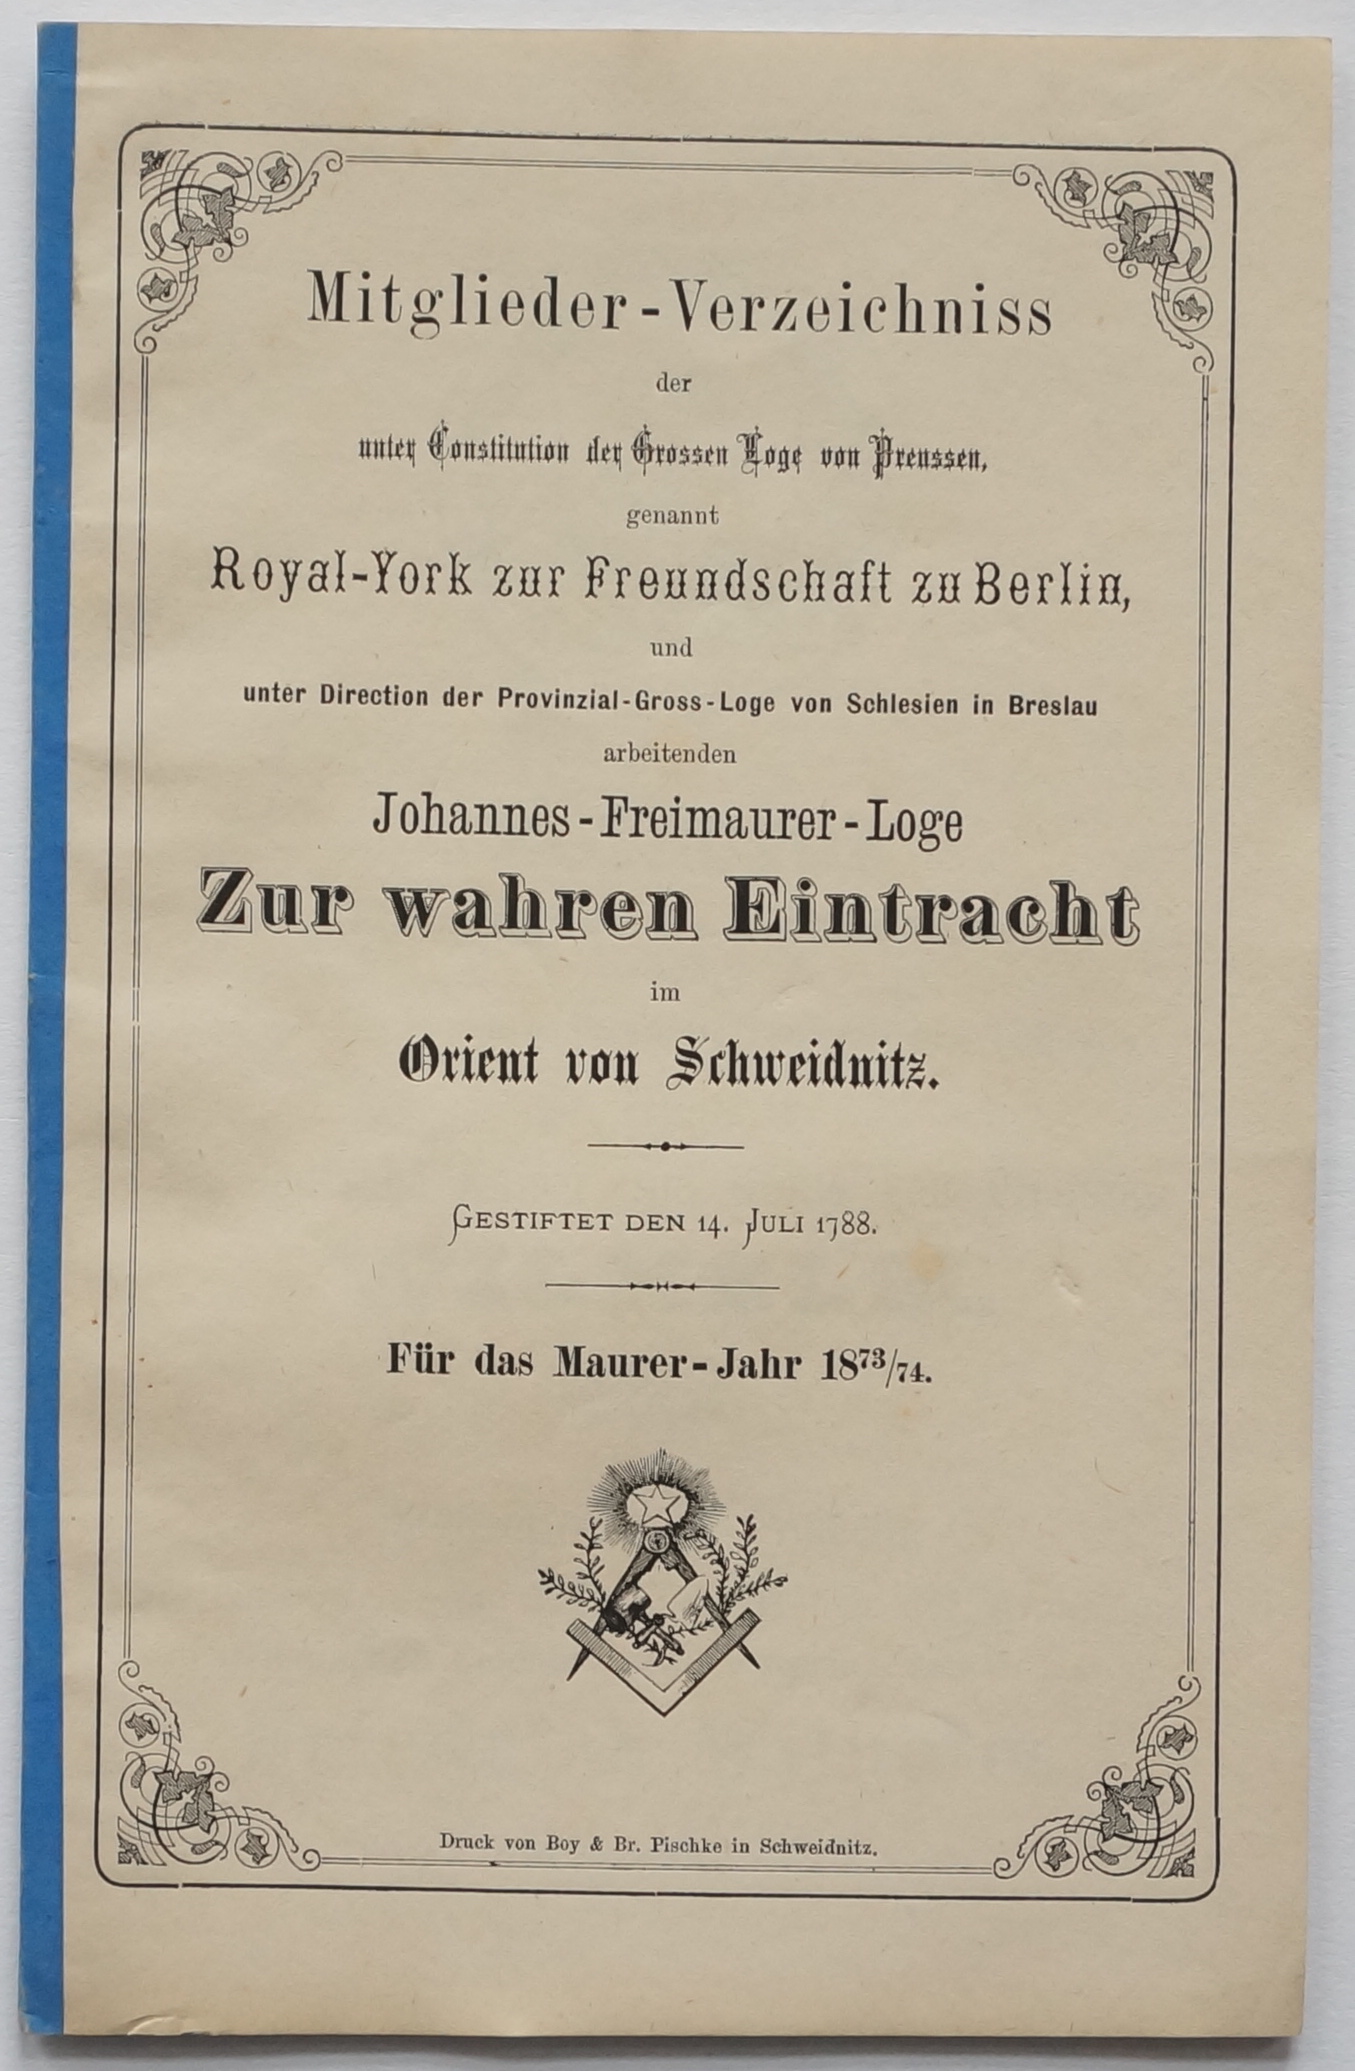 Mitglieder-Verzeichniss
der
unter Constitution der Grossen Loge von Preussen,
genannt
Royal-York zur Freundschaft zu Berlin,
und
unter Direction der Provinzial-Gross-Loge von Schlesien in Breslau
arbeitenden
Johannes-Freimaurer-Loge
Zur wahren Eintracht
im
Orient von Schweidnitz.
GESTIFTET DEN 14. JULI 1788.
Für das Maurer-Jahr 1873/74.
Druck von Boy & Br. Pischke in Schweidnitz.